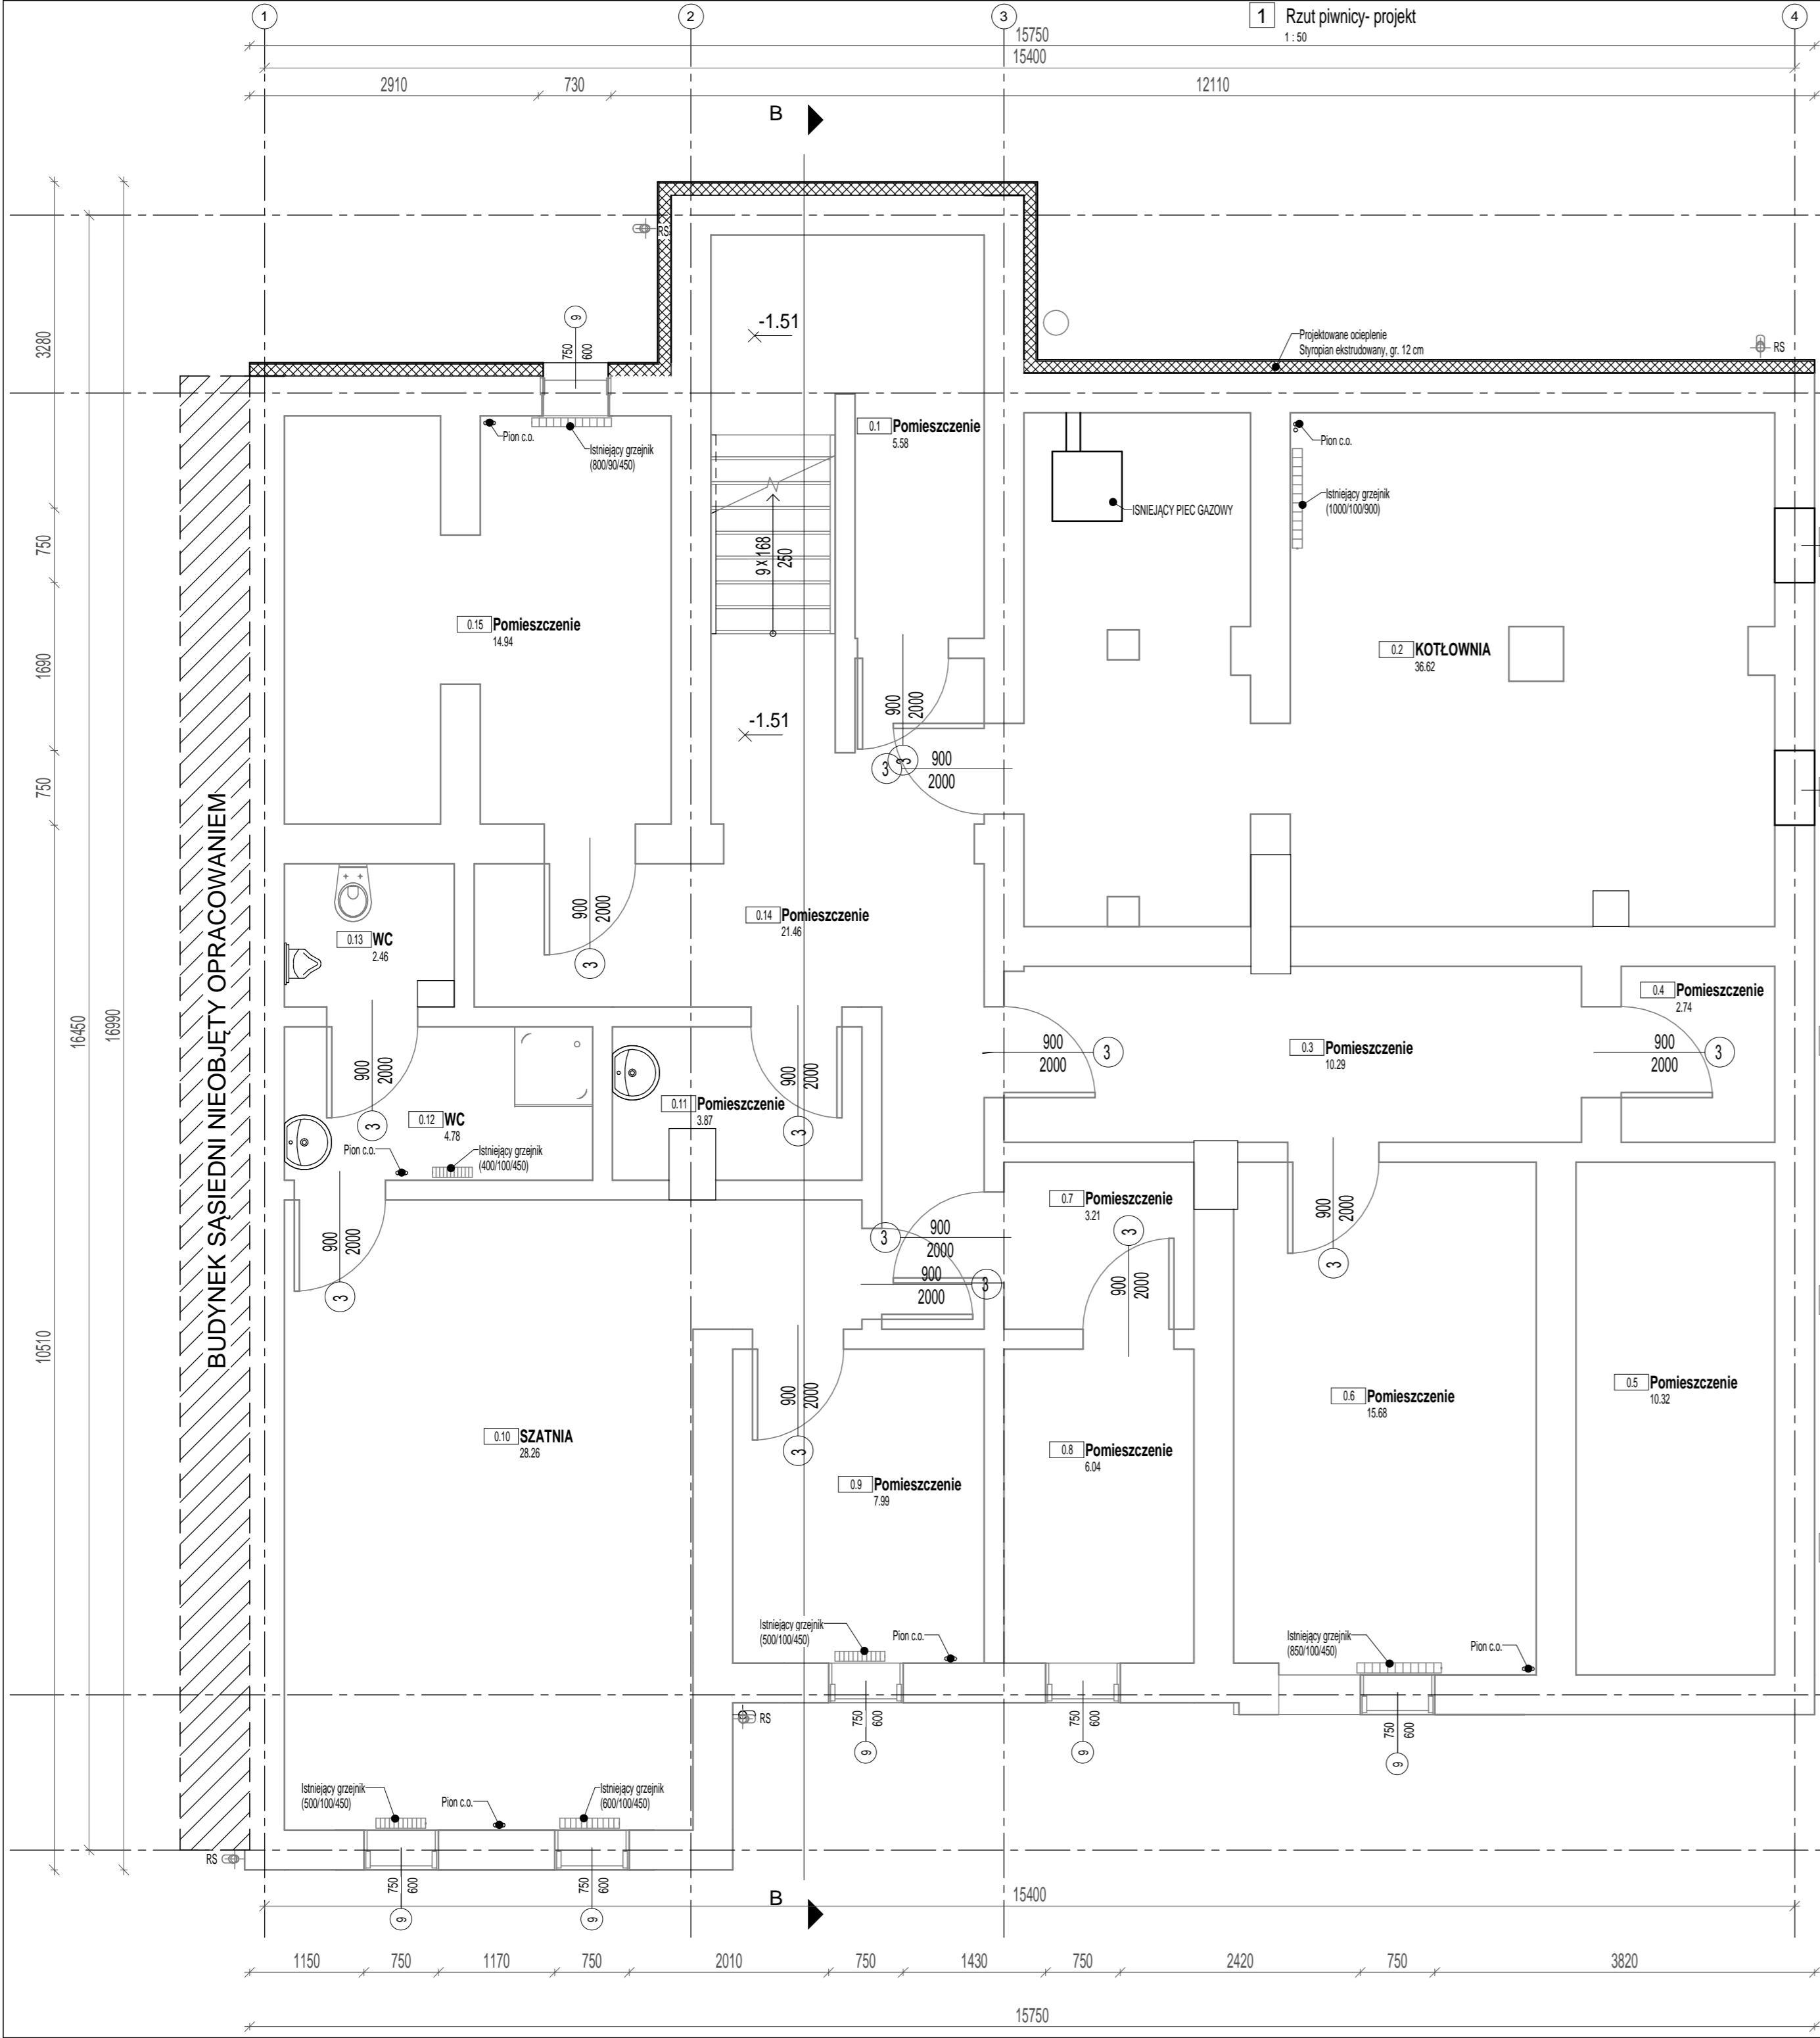 1 2 3 4
1 Rzut piwnicy- projekt
1 : 50
15750
15400
2910 730 12110
B
RS
-1.51
9
750
600
Projektowane ocieplenie
Styropian ekstrudowany, gr. 12 cm
RS
Pion c.o.
Istniejący grzejnik
(800/90/450)
0.1 Pomieszczenie
5.58
ISNIEJĄCY PIEC GAZOWY
Pion c.o.
Istniejący grzejnik
(1000/100/900)
9 x 168
250
0.15 Pomieszczenie
14.94
0.2 KOTŁOWNIA
36.62
-1.51
900
2000
3
3
900
2000
3280
750
1690
750
10510
16450
16990
BUDYNEK SĄSIEDNI NIEOBJĘTY OPRACOWANIEM
900
2000
3
0.14 Pomieszczenie
21.46
0.13 WC
2.46
0.4 Pomieszczenie
2.74
900
2000
3
0.3 Pomieszczenie
10.29
900
2000
3
900
2000
3
0.12 WC
4.78
Pion c.o.
Istniejący grzejnik
(400/100/450)
0.11 Pomieszczenie
3.87
900
2000
3
900
2000
3
0.7 Pomieszczenie
3.21
3
900
2000
900
2000
3
3
900
2000
900
2000
3
900
2000
3
0.10 SZATNIA
28.26
0.9 Pomieszczenie
7.99
0.8 Pomieszczenie
6.04
0.6 Pomieszczenie
15.68
0.5 Pomieszczenie
10.32
Istniejący grzejnik
(500/100/450)
Pion c.o.
Istniejący grzejnik
(850/100/450)
Pion c.o.
RS
750
600
9
750
600
9
750
600
9
Istniejący grzejnik
(500/100/450)
Pion c.o.
Istniejący grzejnik
(600/100/450)
RS
750
600
9
750
600
9
B
15400
1150 750 1170 750 2010 750 1430 750 2420 750 3820
15750